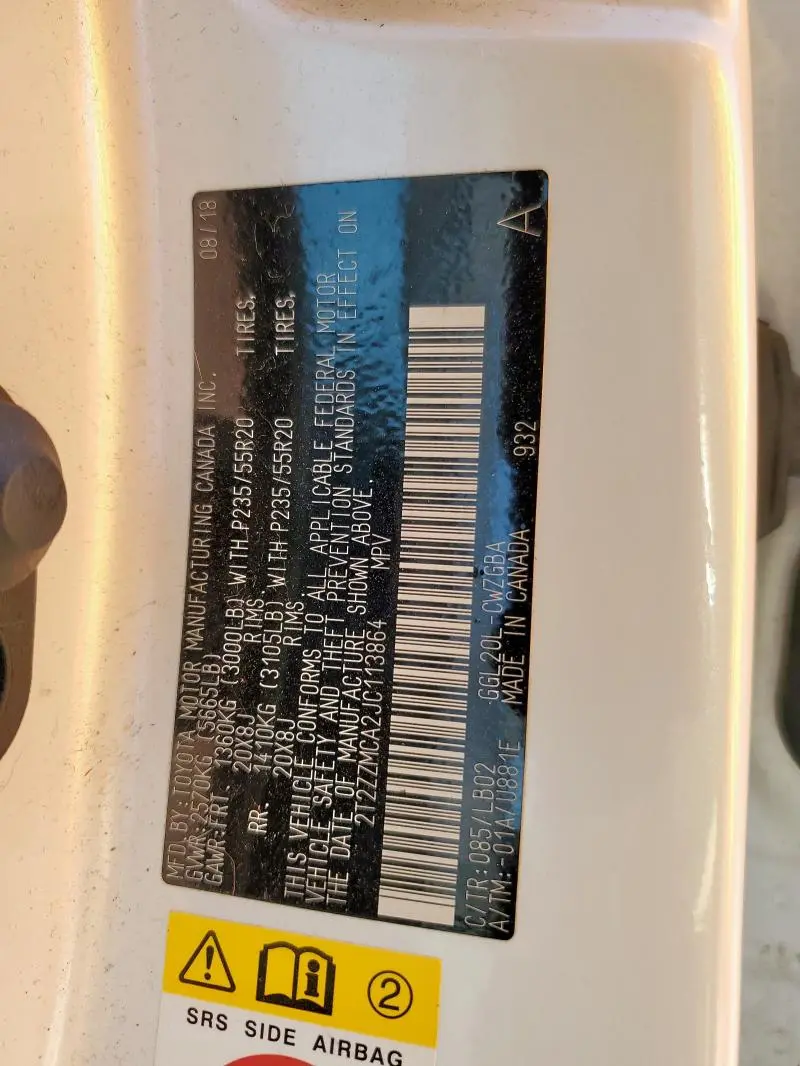 MFD. BY: TOYOTA MOTOR MANUFACTURING CANADA INC. 08/18
GVWR: 2570KG (5665LB)
GAWR: FRT. 1360KG (3000LB) WITH P235/55R20 TIRES,
20X8J RIMS
RR. 1410KG (3105LB) WITH P235/55R20 TIRES,
20X8J RIMS
THIS VEHICLE CONFORMS TO ALL APPLICABLE FEDERAL MOTOR
VEHICLE SAFETY AND THEFT PREVENTION STANDARDS IN EFFECT ON
THE DATE OF MANUFACTURE SHOWN ABOVE.
2T2ZZMCA2JC113864 MPV
C/TR: 085/LB02 GGL20L-CWZGBA
A/TM: -01A/U881E MADE IN CANADA 932 A
2
SRS SIDE AIRBAG